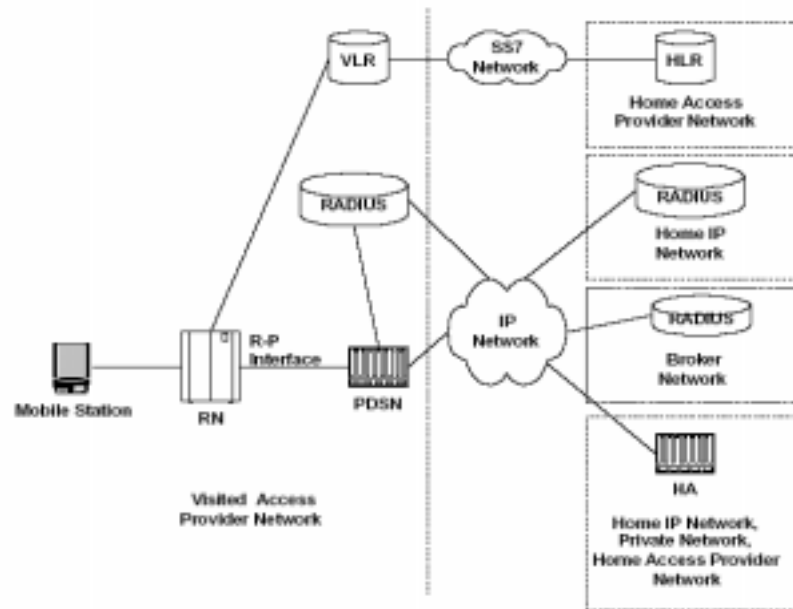 SS7
Network
VLR
HLR
Home Access
Provider Network
RADIUS
RADIUS
Home IP
Network
IP
Network
RADIUS
Broker
Network
R-P
Interface
Mobile Station
RN
PDSN
HA
Visited Access
Provider Network
Home IP Network,
Private Network,
Home Access Provider
Network